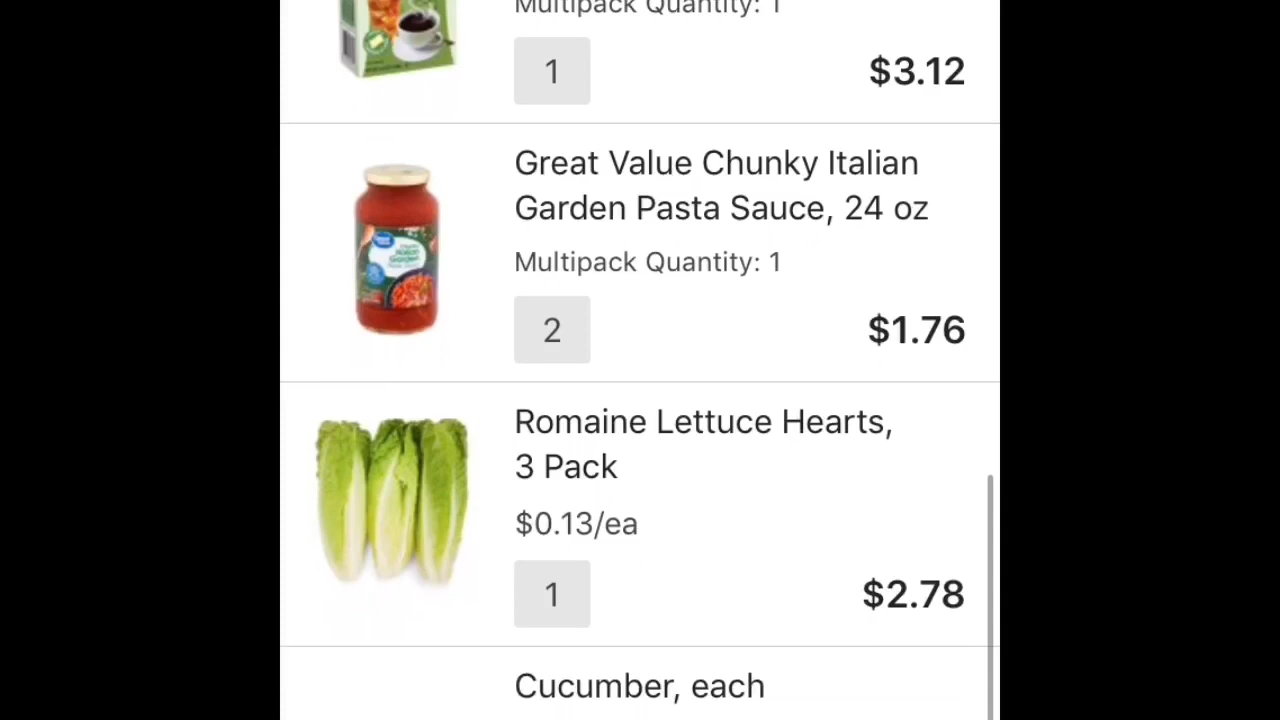 Multipack Quantity: 1
1
$3.12
Great Value Chunky Italian
Garden Pasta Sauce, 24 oz
Multipack Quantity: 1
2
$1.76
Romaine Lettuce Hearts,
3 Pack
$0.13/ea
1
$2.78
Cucumber, each